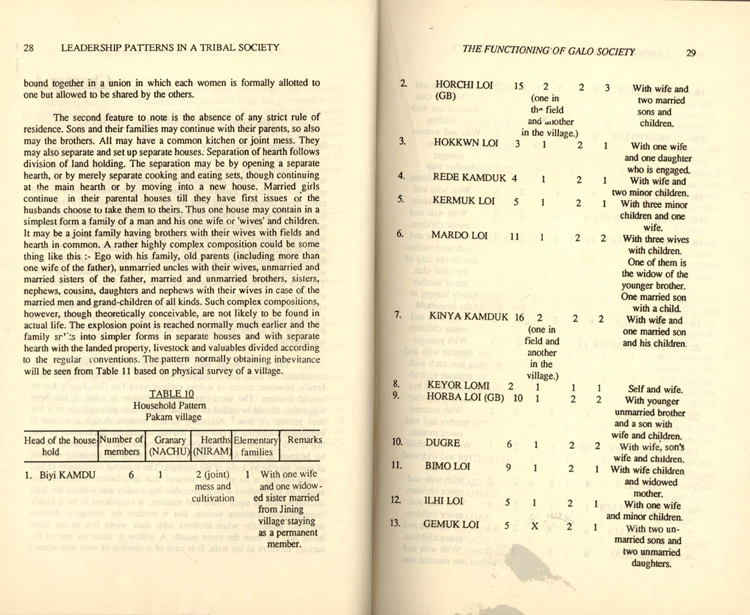 28 LEADERSHIP PATTERNS IN A TRIBAL SOCIETY
bound together in a union in which each women is formally allotted to
one but allowed to be shared by the others.
The second feature to note is the absence of any strict rule of
residence. Sons and their families may continue with their parents, so also
may the brothers. All may have a common kitchen or joint mess. They
may also separate and set up separate houses. Separation of hearth follows
division of land holding. The separation may be by opening a separate
hearth, or by merely separate cooking and eating sets, though continuing
at the main hearth or by moving into a new house. Married girls
continue in their parental houses till they have first issues or the
husbands choose to take them to theirs. Thus one house may contain in a
simplest form a family of a man and his one wife or 'wives' and children.
It may be a joint family having brothers with their wives with fields and
hearth in common. A rather highly complex composition could be some
thing like this :- Ego with his family, old parents (including more than
one wife of the father), unmarried uncles with their wives, unmarried and
married sisters of the father, married and unmarried brothers, sisters,
nephews, cousins, daughters and nephews with their wives in case of the
married men and grand-children of all kinds. Such complex compositions,
however, though theoretically conceivable, are not likely to be found in
actual life. The explosion point is reached normally much earlier and the
family into simpler forms in separate houses and with separate
hearth with the landed property, livestock and valuables divided according
to the regular conventions. The pattern normally obtaining inbevitance
will be seen from Table 11 based on physical survey of a village.
TABLE 10
Household Pattern
Pakam village
Head of the house Number of Granary Hearths Elementary Remarks
hold members (NACHU) (NIRAM) families
1. Biyi KAMDU 6 1 2 (joint) 1 With one wife
mess and and one widow-
cultivation ed sister married
from Jining
village staying
as a permanent
member.
THE FUNCTIONING OF GALO SOCIETY 29
2. HORCHI LOI 15 2 2 3 With wife and
(GB) (one in two married
the field sons and
and another children.
in the village.)
3. HOKKWN LOI 3 1 2 1 With one wife
and one daughter
who is engaged.
4. REDE KAMDUK 4 1 2 1 With wife and
two minor children.
5. KERMUK LOI 5 1 2 1 With three minor
children and one
wife.
6. MARDO LOI 11 1 2 2 With three wives
with children.
One of them is
the widow of the
younger brother.
One married son
with a child.
7. KINYA KAMDUK 16 2 2 2 With wife and
(one in one married son
field and and his children.
another
in the
village.)
8. KEYOR LOMI 2 1 1 1 Self and wife.
9. HORBA LOI (GB) 10 1 2 2 With younger
unmarried brother
and a son with
wife and children.
10. DUGRE 6 1 2 2 With wife, son's
wife and children.
11. BIMO LOI 9 1 2 1 With wife children
and widowed
mother.
12. ILHI LOI 5 1 2 1 With one wife
and minor children.
13. GEMUK LOI 5 X 2 1 With two un-
married sons and
two unmarried
daughters.